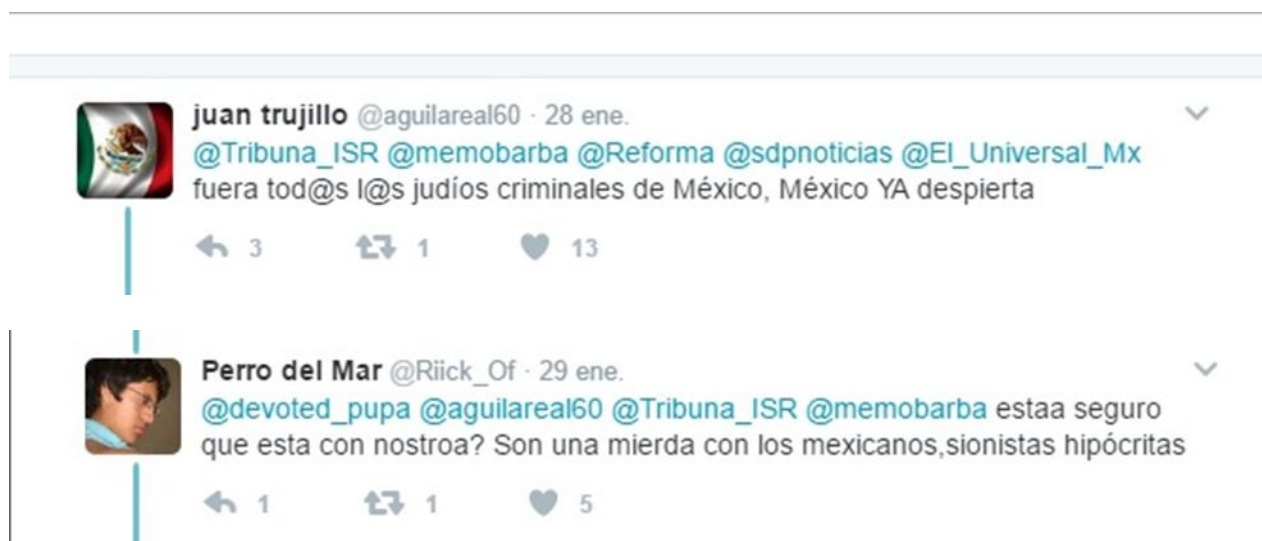 juan trujillo @aguilareal60 · 28 ene.
@Tribuna_ISR @memobarba @Reforma @sdpnoticias @El_Universal_Mx
fuera tod@s l@s judíos criminales de México, México YA despierta
3 1 13
Perro del Mar @Riick_Of · 29 ene.
@devoted_pupa @aguilareal60 @Tribuna_ISR @memobarba estaa seguro
que esta con nostroa? Son una mierda con los mexicanos,sionistas hipócritas
1 1 5